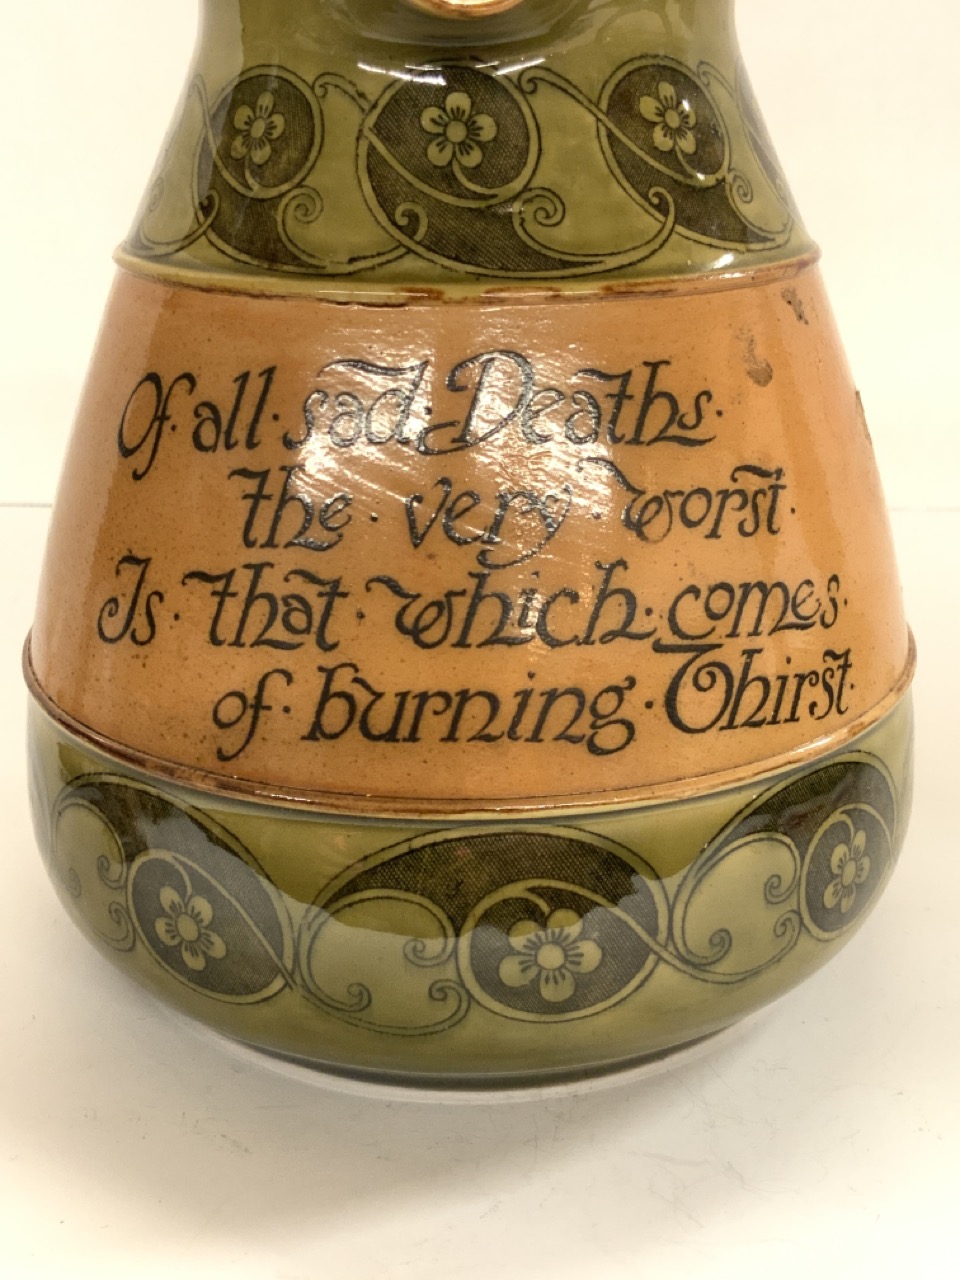 Of · all · sad · Deaths ·
the · very · worst ·
Is · that · which · comes ·
of · burning · Thirst ·